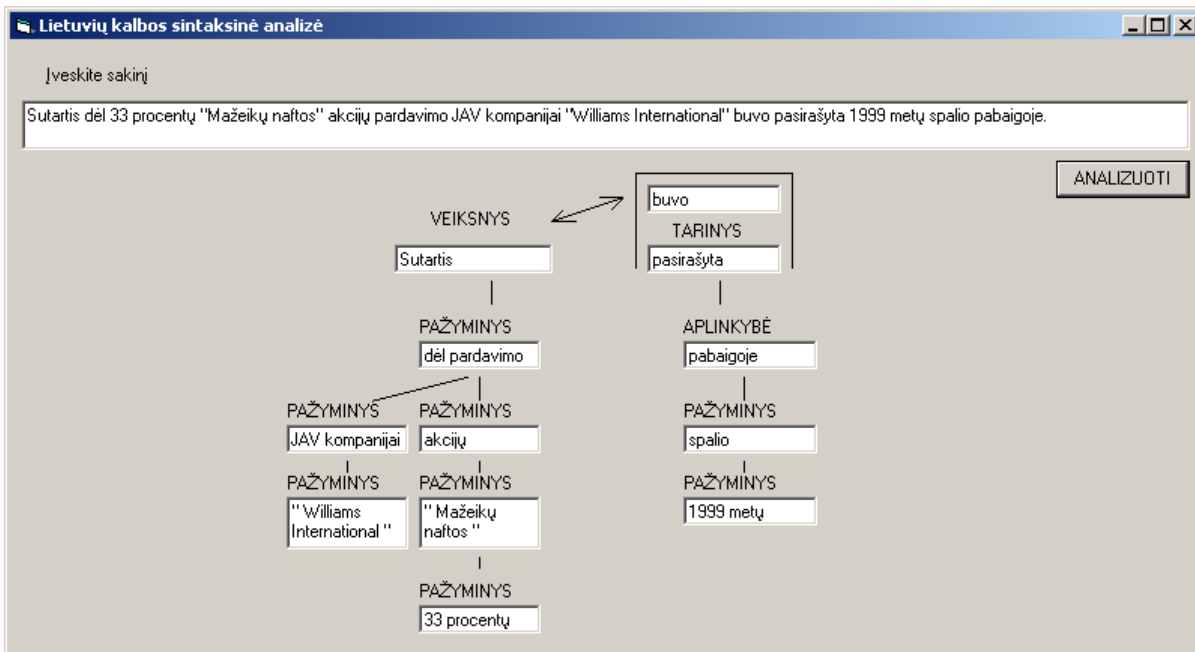 Lietuvių kalbos sintaksinė analizė
Įveskite sakinį
Sutartis dėl 33 procentų "Mažeikų naftos" akcijų pardavimo JAV kompanijai "Williams International" buvo pasirašyta 1999 metų spalio pabaigoje.
ANALIZUOTI
buvo
VEIKSNYS
TARINYS
Sutartis
pasirašyta
PAŽYMINYS
APLINKYBĖ
dėl pardavimo
pabaigoje
PAŽYMINYS
PAŽYMINYS
PAŽYMINYS
JAV kompanijai
akcijų
spalio
PAŽYMINYS
PAŽYMINYS
PAŽYMINYS
" Williams
International "
" Mažeikų
naftos "
1999 metų
PAŽYMINYS
33 procentų